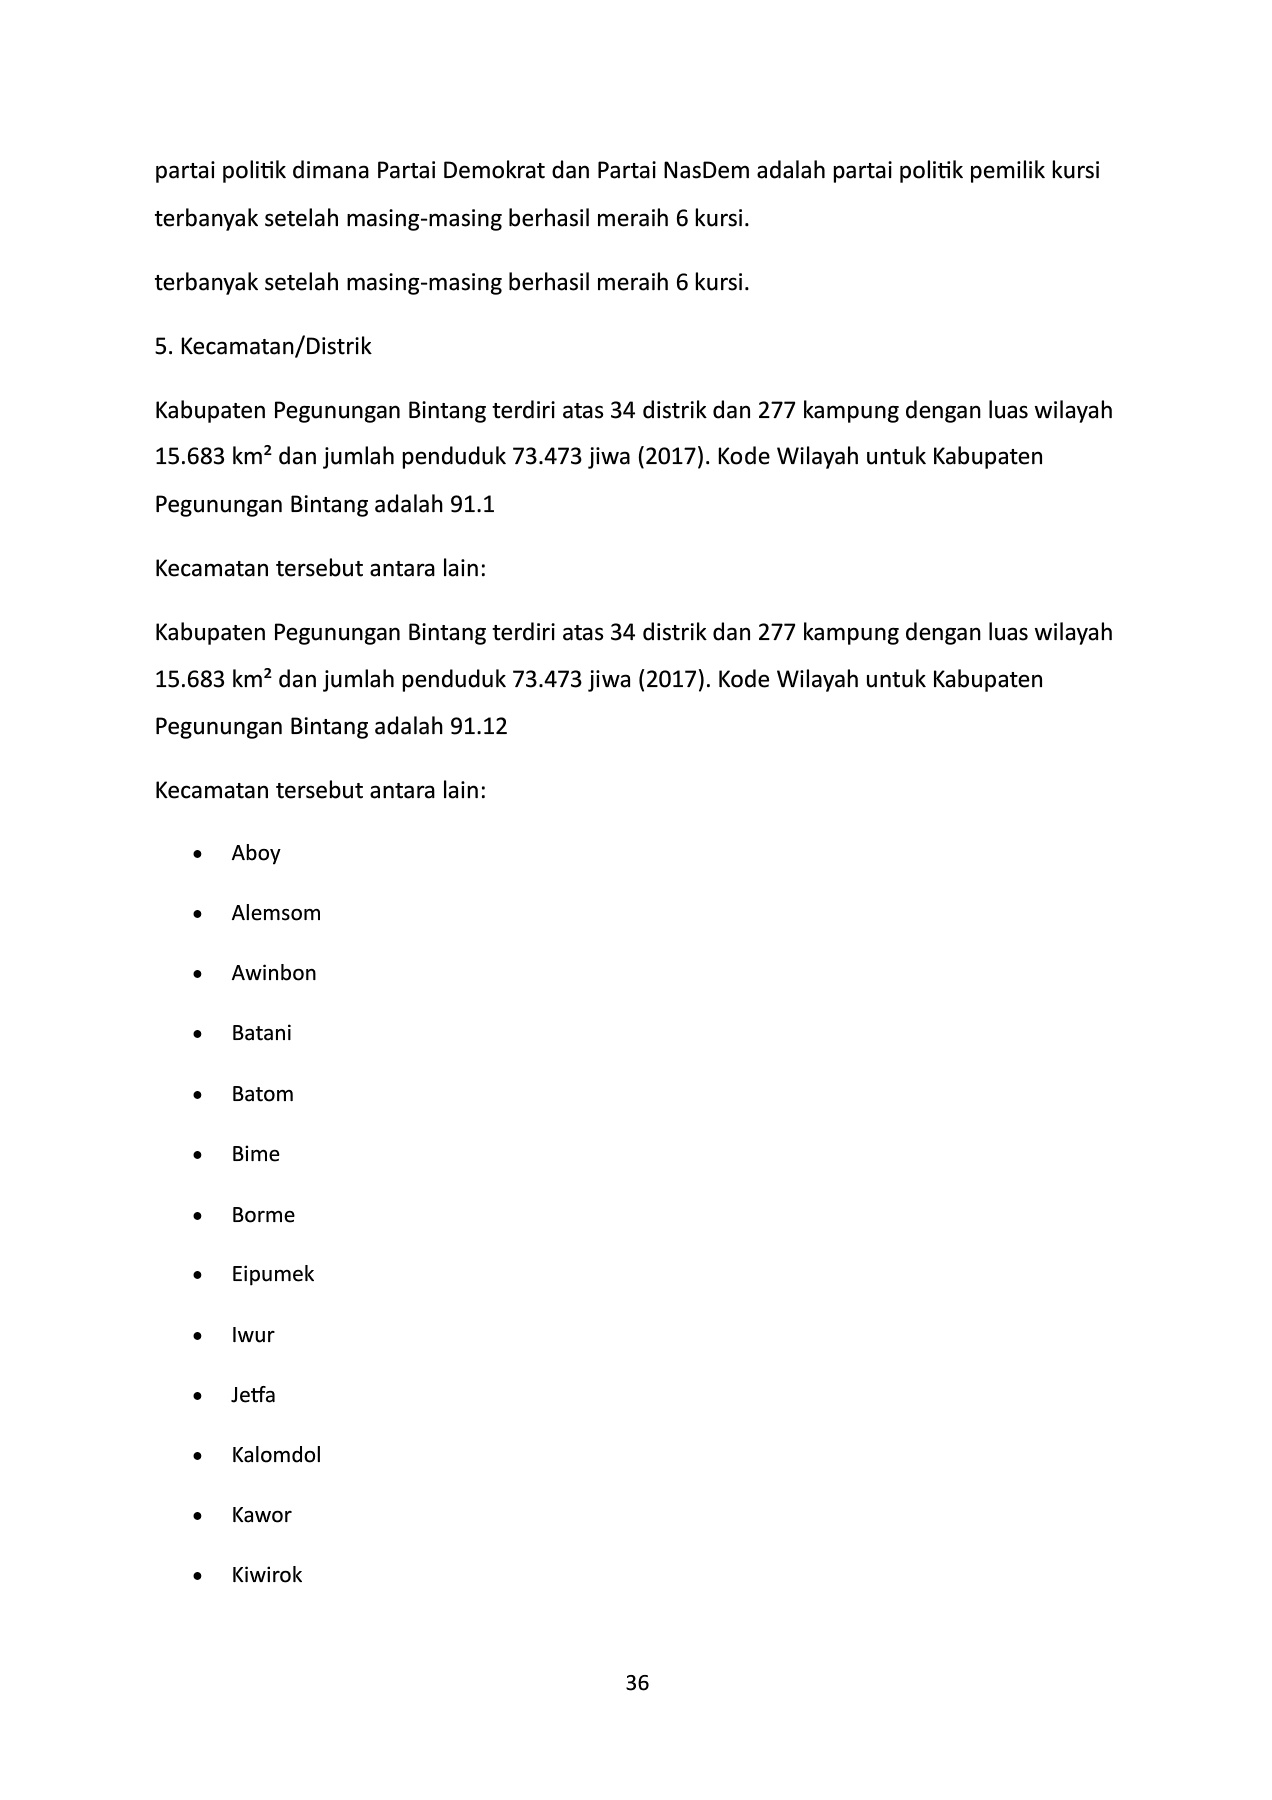 partai politik dimana Partai Demokrat dan Partai NasDem adalah partai politik pemilik kursi
terbanyak setelah masing-masing berhasil meraih 6 kursi.
terbanyak setelah masing-masing berhasil meraih 6 kursi.
5. Kecamatan/Distrik
Kabupaten Pegunungan Bintang terdiri atas 34 distrik dan 277 kampung dengan luas wilayah
15.683 km² dan jumlah penduduk 73.473 jiwa (2017). Kode Wilayah untuk Kabupaten
Pegunungan Bintang adalah 91.1
Kecamatan tersebut antara lain:
Kabupaten Pegunungan Bintang terdiri atas 34 distrik dan 277 kampung dengan luas wilayah
15.683 km² dan jumlah penduduk 73.473 jiwa (2017). Kode Wilayah untuk Kabupaten
Pegunungan Bintang adalah 91.12
Kecamatan tersebut antara lain:
• Aboy
• Alemsom
• Awinbon
• Batani
• Batom
• Bime
• Borme
• Eipumek
• Iwur
• Jetfa
• Kalomdol
• Kawor
• Kiwirok
36